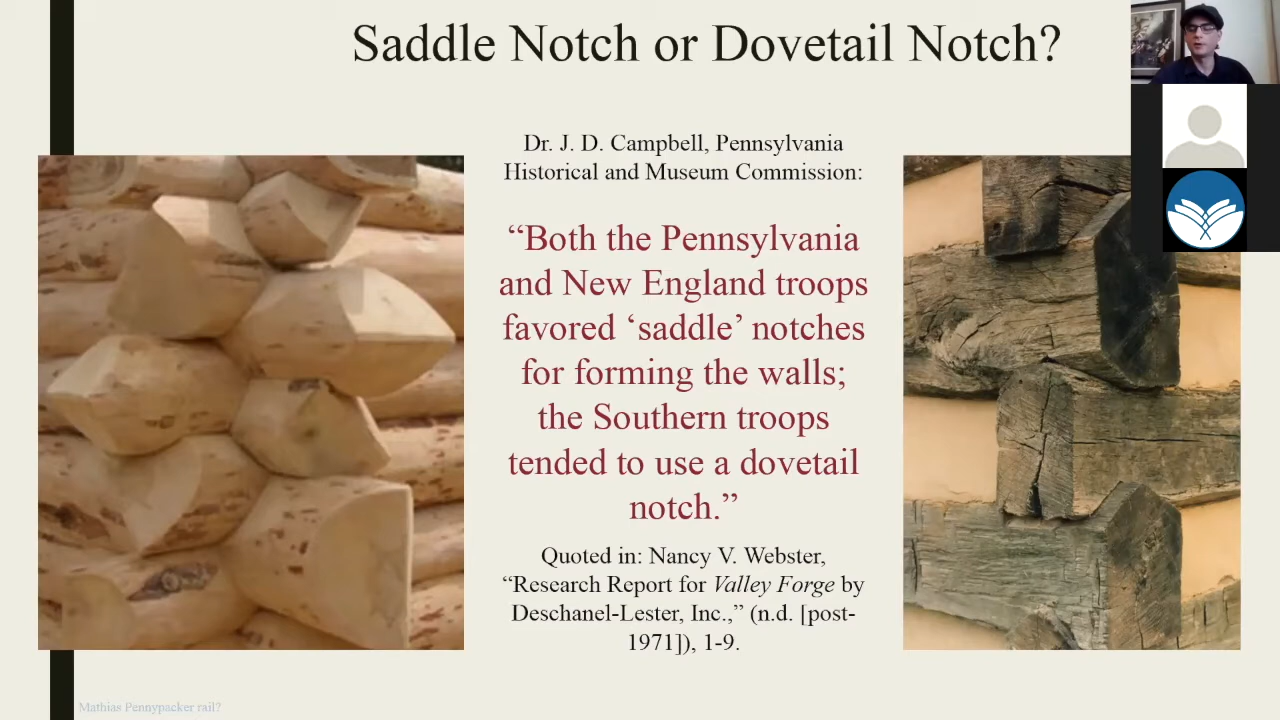 Saddle Notch or Dovetail Notch?
Dr. J. D. Campbell, Pennsylvania
Historical and Museum Commission:
“Both the Pennsylvania
and New England troops
favored ‘saddle’ notches
for forming the walls;
the Southern troops
tended to use a dovetail
notch.”
Quoted in: Nancy V. Webster,
“Research Report for Valley Forge by
Deschanel-Lester, Inc.,” (n.d. [post-
1971]), 1-9.
Mathias Pennypacker rail?